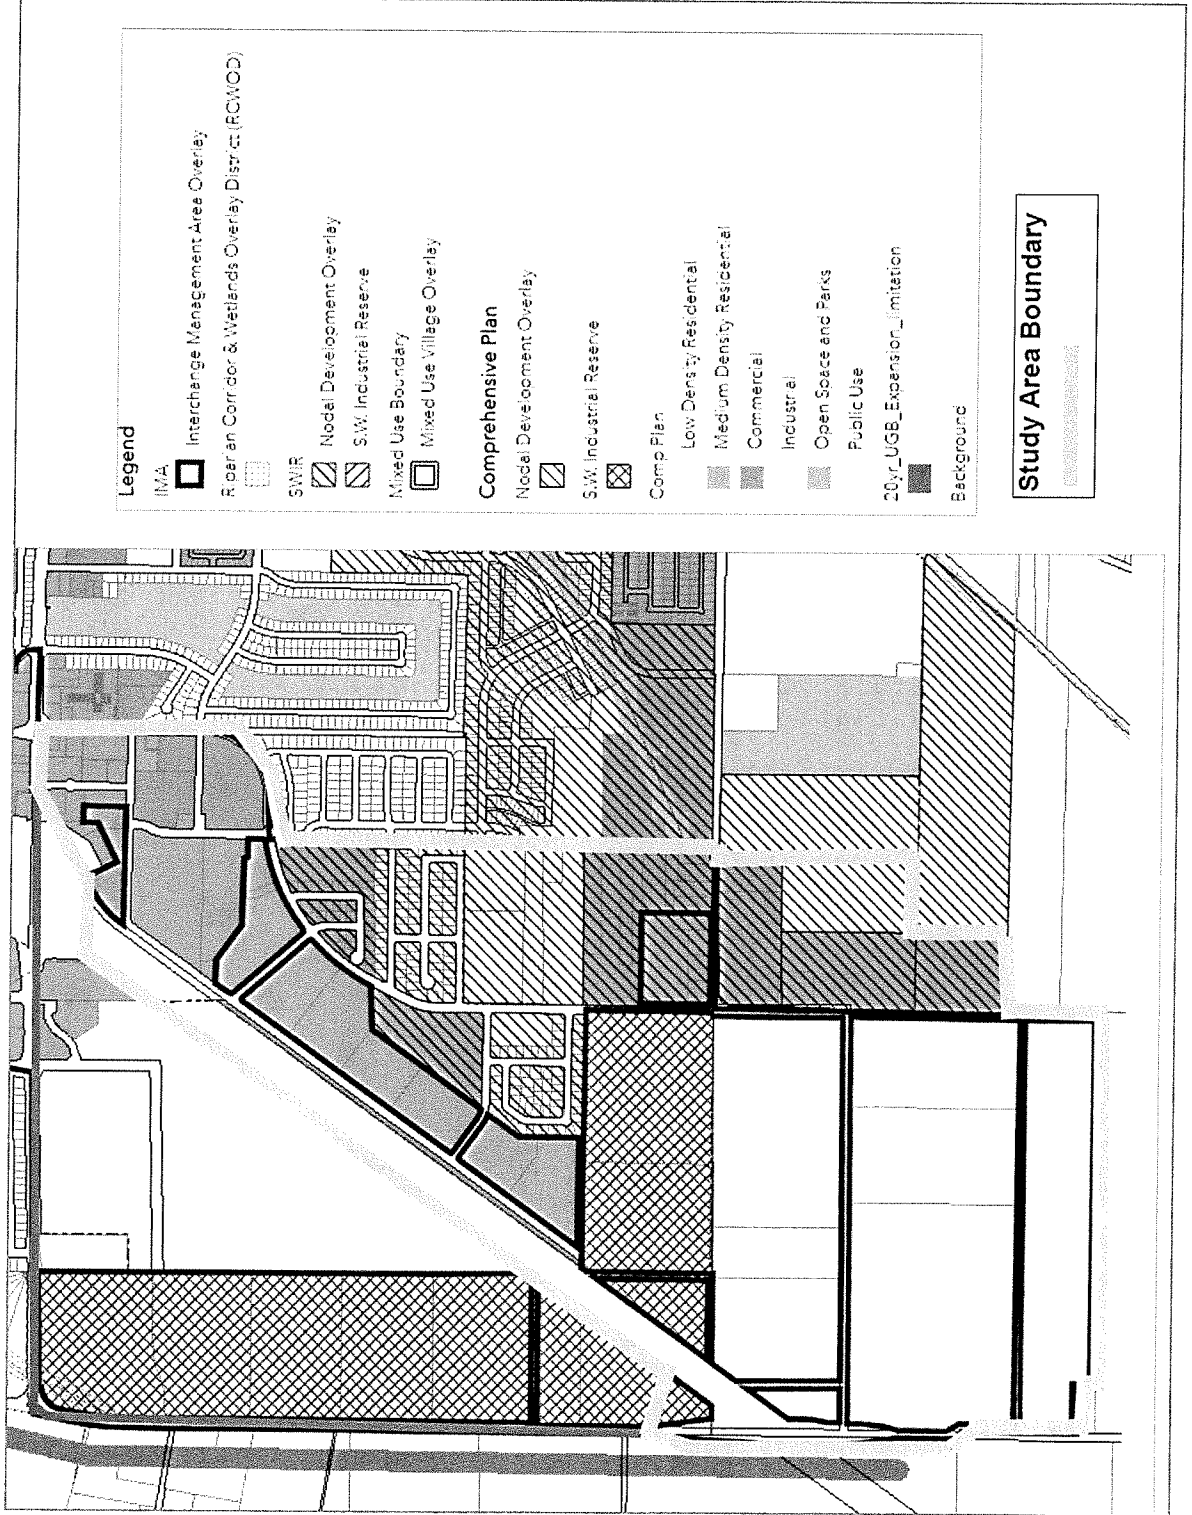 Legend
IMA
Interchange Management Area Overlay
Riparian Corridor & Wetlands Overlay District (RCWOD)
SWIR
Nodal Development Overlay
S.W. Industrial Reserve
Mixed Use Boundary
Mixed Use Village Overlay
Comprehensive Plan
Nodal Development Overlay
S.W. Industrial Reserve
Comp Plan
Low Density Residential
Medium Density Residential
Commercial
Industrial
Open Space and Parks
Public Use
20yr_UGB_Expansion_limitation
Background
Study Area Boundary